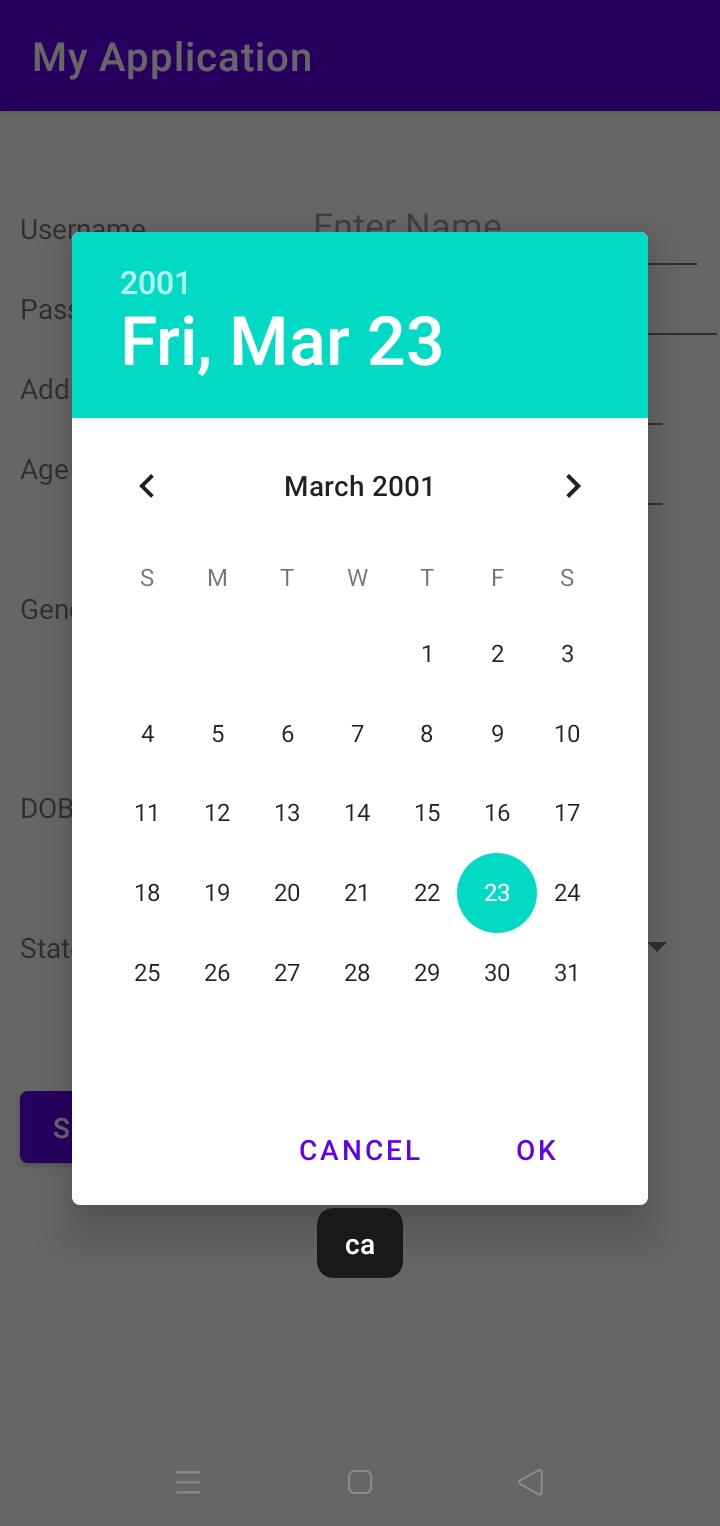 My Application
Username Enter Name
Pass
Add
Age
Gen
DOB
Stat
S
2001
Fri, Mar 23
March 2001
S M T W T F S
1 2 3
4 5 6 7 8 9 10
11 12 13 14 15 16 17
18 19 20 21 22 23 24
25 26 27 28 29 30 31
CANCEL OK
ca